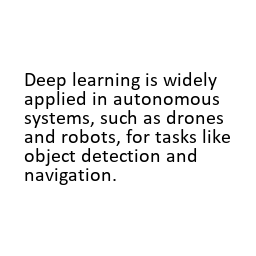 Deep learning is widely
applied in autonomous
systems, such as drones
and robots, for tasks like
object detection and
navigation.